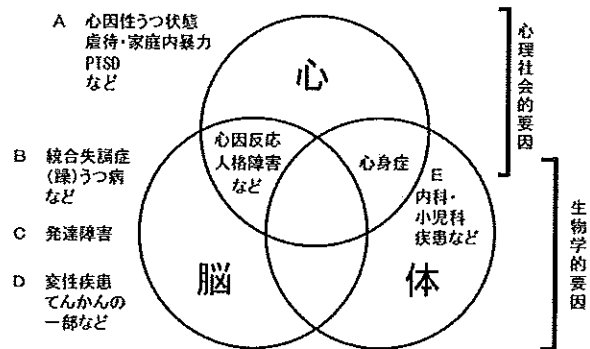 A 心因性うつ状態
虐待・家庭内暴力
PTSD
など
心
心理社会的要因
心因反応
人格障害
など
心身症
B 統合失調症
(躁)うつ病
など
E
内科・
小児科
疾患など
C 発達障害
D 変性疾患
てんかんの
一部など
脳
体
生物学的要因